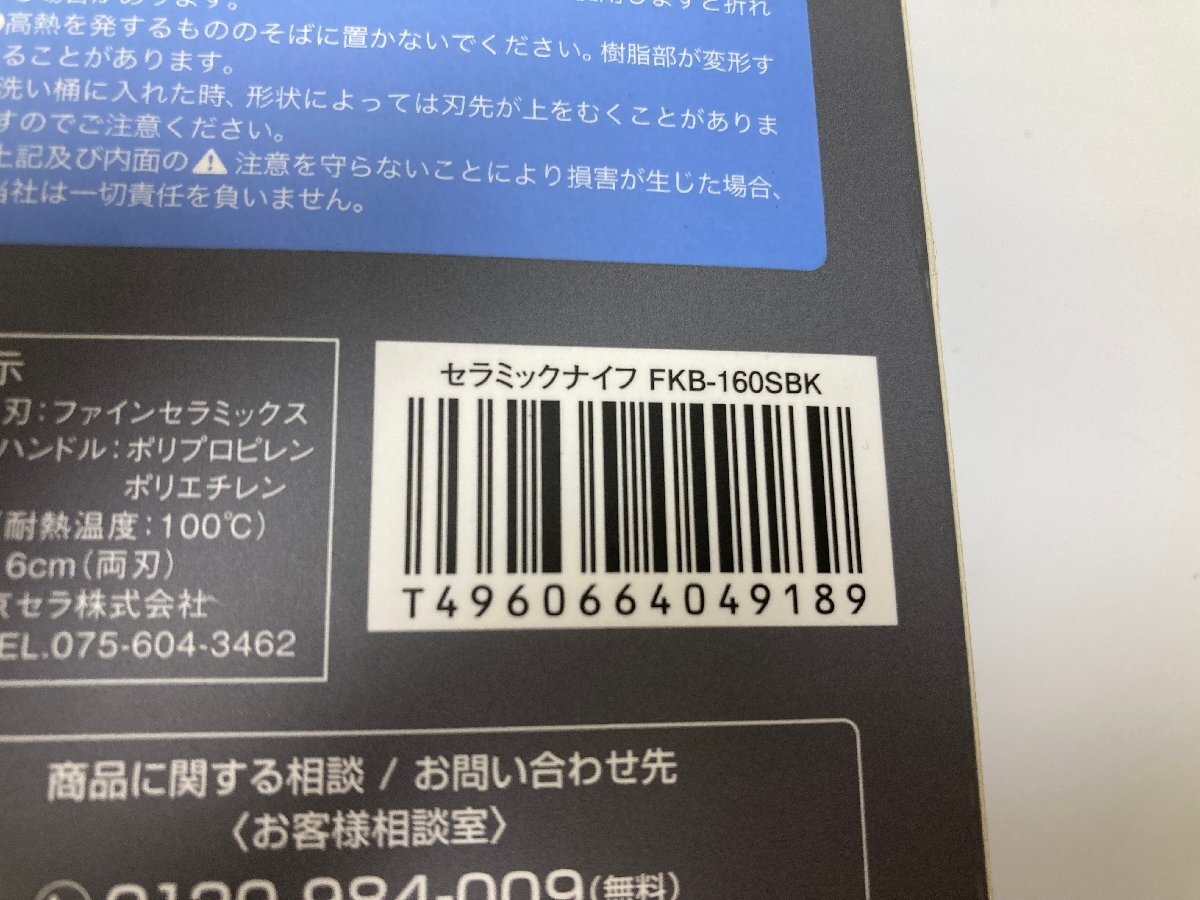 高熱を発するもののそばに置かないでください。樹脂部が変形す
ることがあります。
洗い桶に入れた時、形状によっては刃先が上をむくことがありま
すのでご注意ください。
上記及び内面の⚠注意を守らないことにより損害が生じた場合、
当社は一切責任を負いません。
示
刃:ファインセラミックス
ハンドル:ポリプロピレン
ポリエチレン
(耐熱温度:100℃)
6cm(両刃)
京セラ株式会社
TEL.075-604-3462
セラミックナイフ FKB-160SBK
T4960664049189
商品に関する相談 / お問い合わせ先
〈お客様相談室〉
0120-984-009(無料)